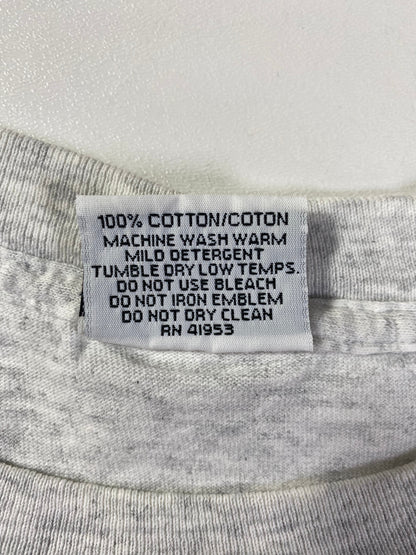 100% COTTON/COTON
MACHINE WASH WARM
MILD DETERGENT
TUMBLE DRY LOW TEMPS.
DO NOT USE BLEACH
DO NOT IRON EMBLEM
DO NOT DRY CLEAN
RN 41953